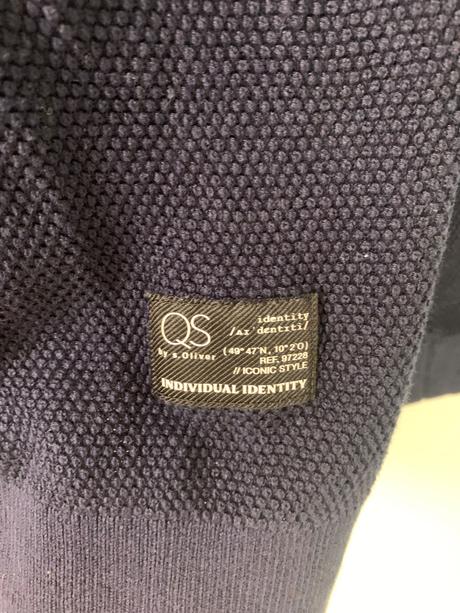 QS
by s.Oliver
identity
/aɪˈdentɪti/
(49°47'N, 10°2'O)
REF. 97228
// ICONIC STYLE
INDIVIDUAL IDENTITY